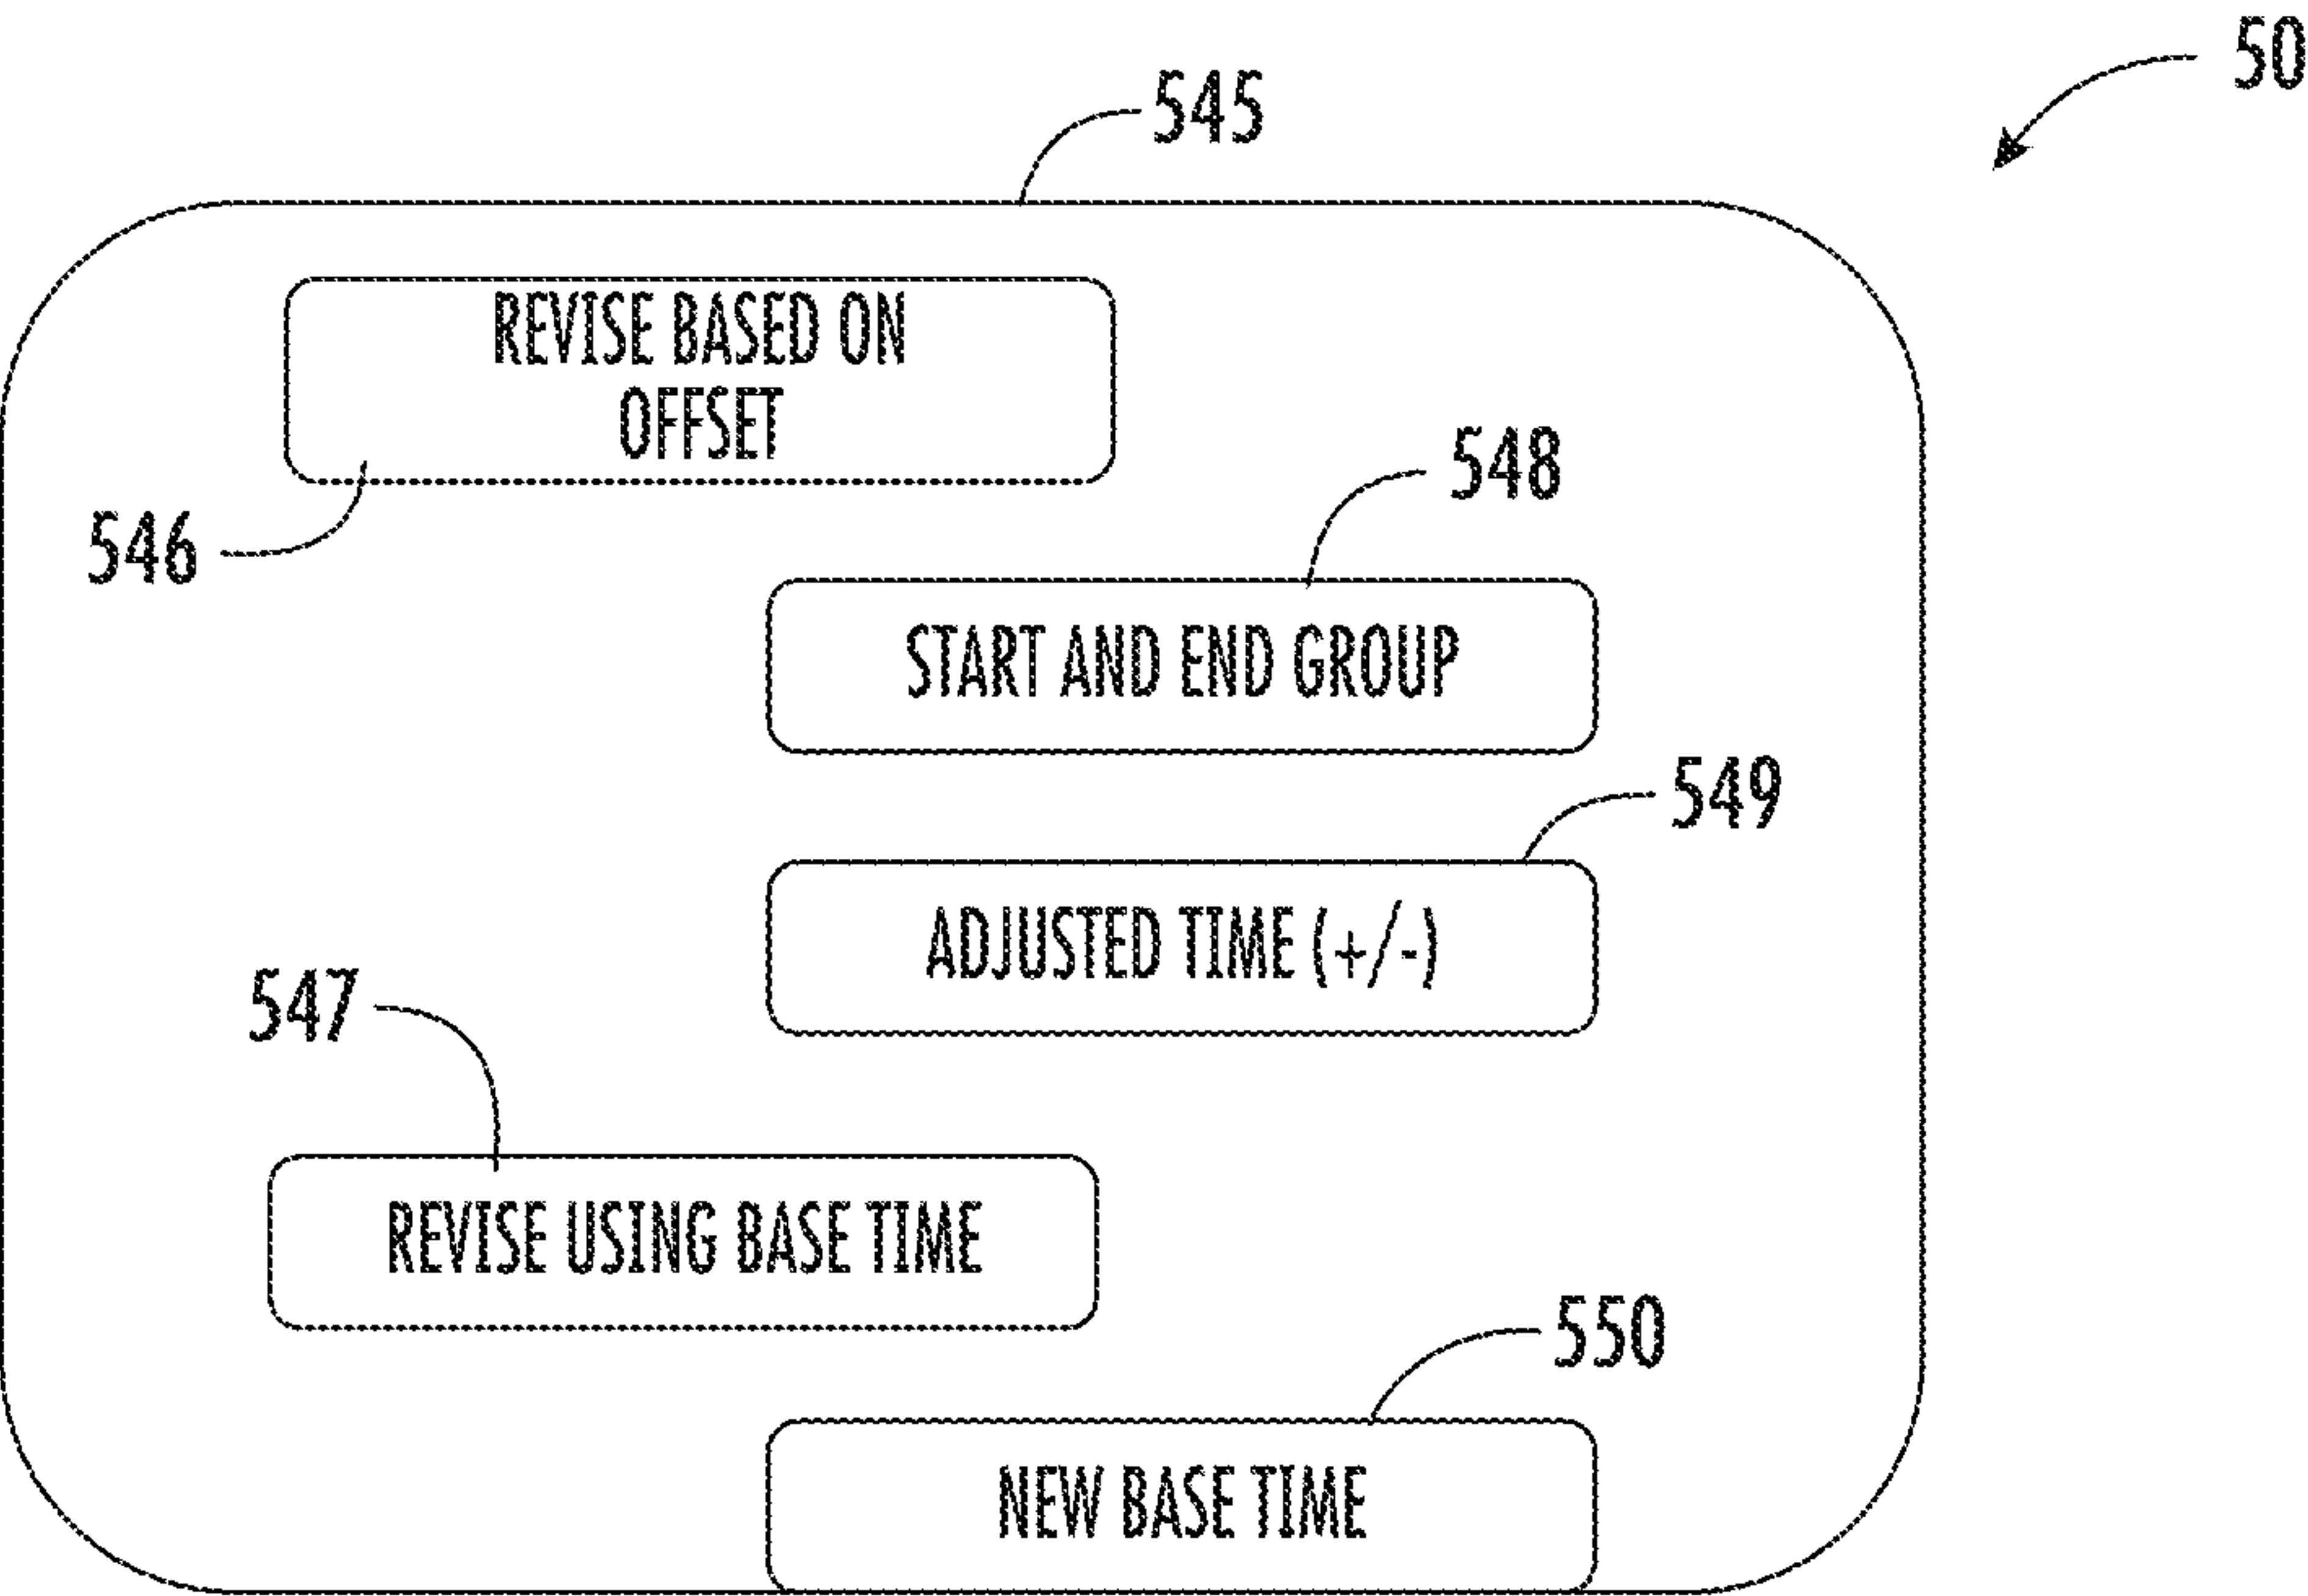 50
545
REVISE BASED ON
OFFSET
548
546
START AND END GROUP
549
ADJUSTED TIME (+/-)
547
REVISE USING BASE TIME
550
NEW BASE TIME